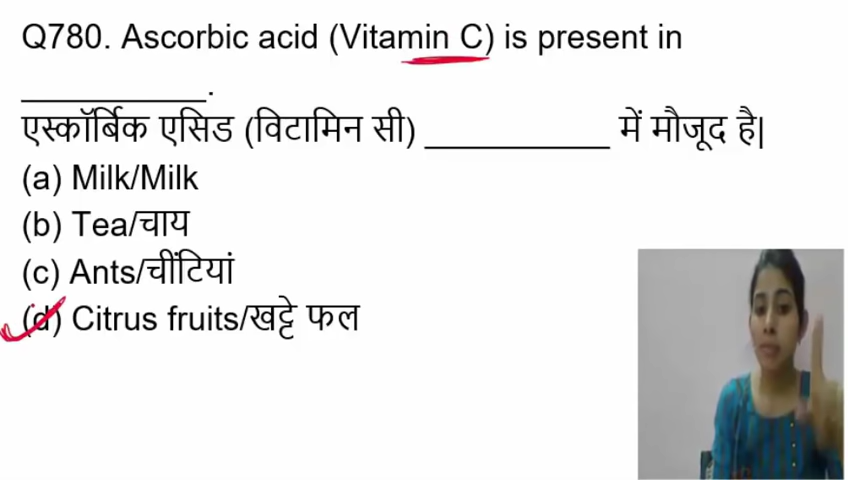 Q780. Ascorbic acid (Vitamin C) is present in
__________.
एस्कॉर्बिक एसिड (विटामिन सी) __________ में मौजूद है|
(a) Milk/Milk
(b) Tea/चाय
(c) Ants/चींटियां
(d) Citrus fruits/खट्टे फल